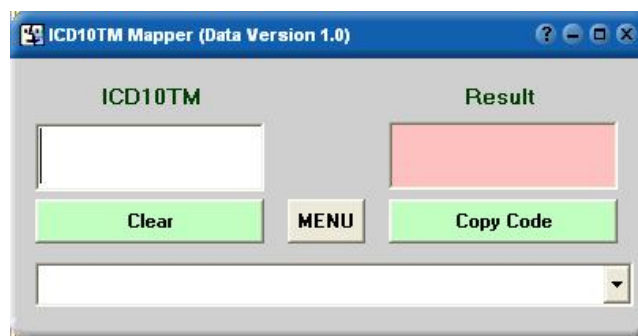 ICD10TM Mapper (Data Version 1.0)
ICD10TM Result
Clear MENU Copy Code